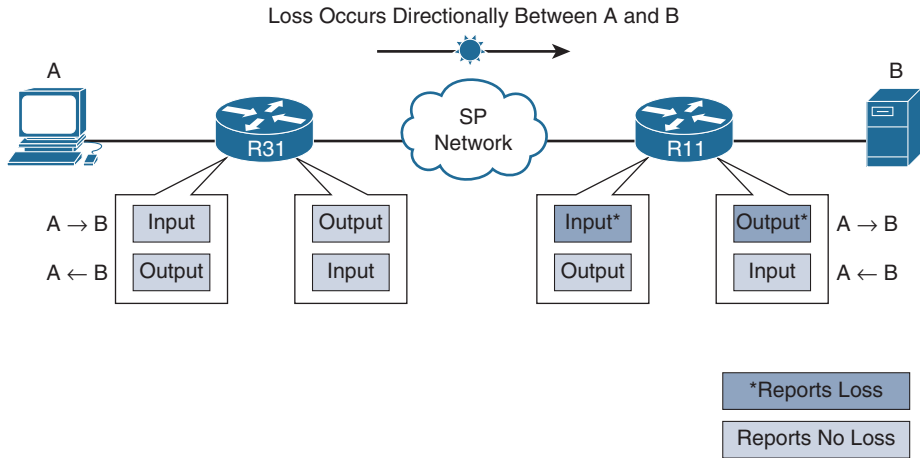 Loss Occurs Directionally Between A and B
A
B
SP
Network
R31
R11
A → B
Input
Output
Input*
Output*
A → B
A ← B
Output
Input
Output
Input
A ← B
*Reports Loss
Reports No Loss